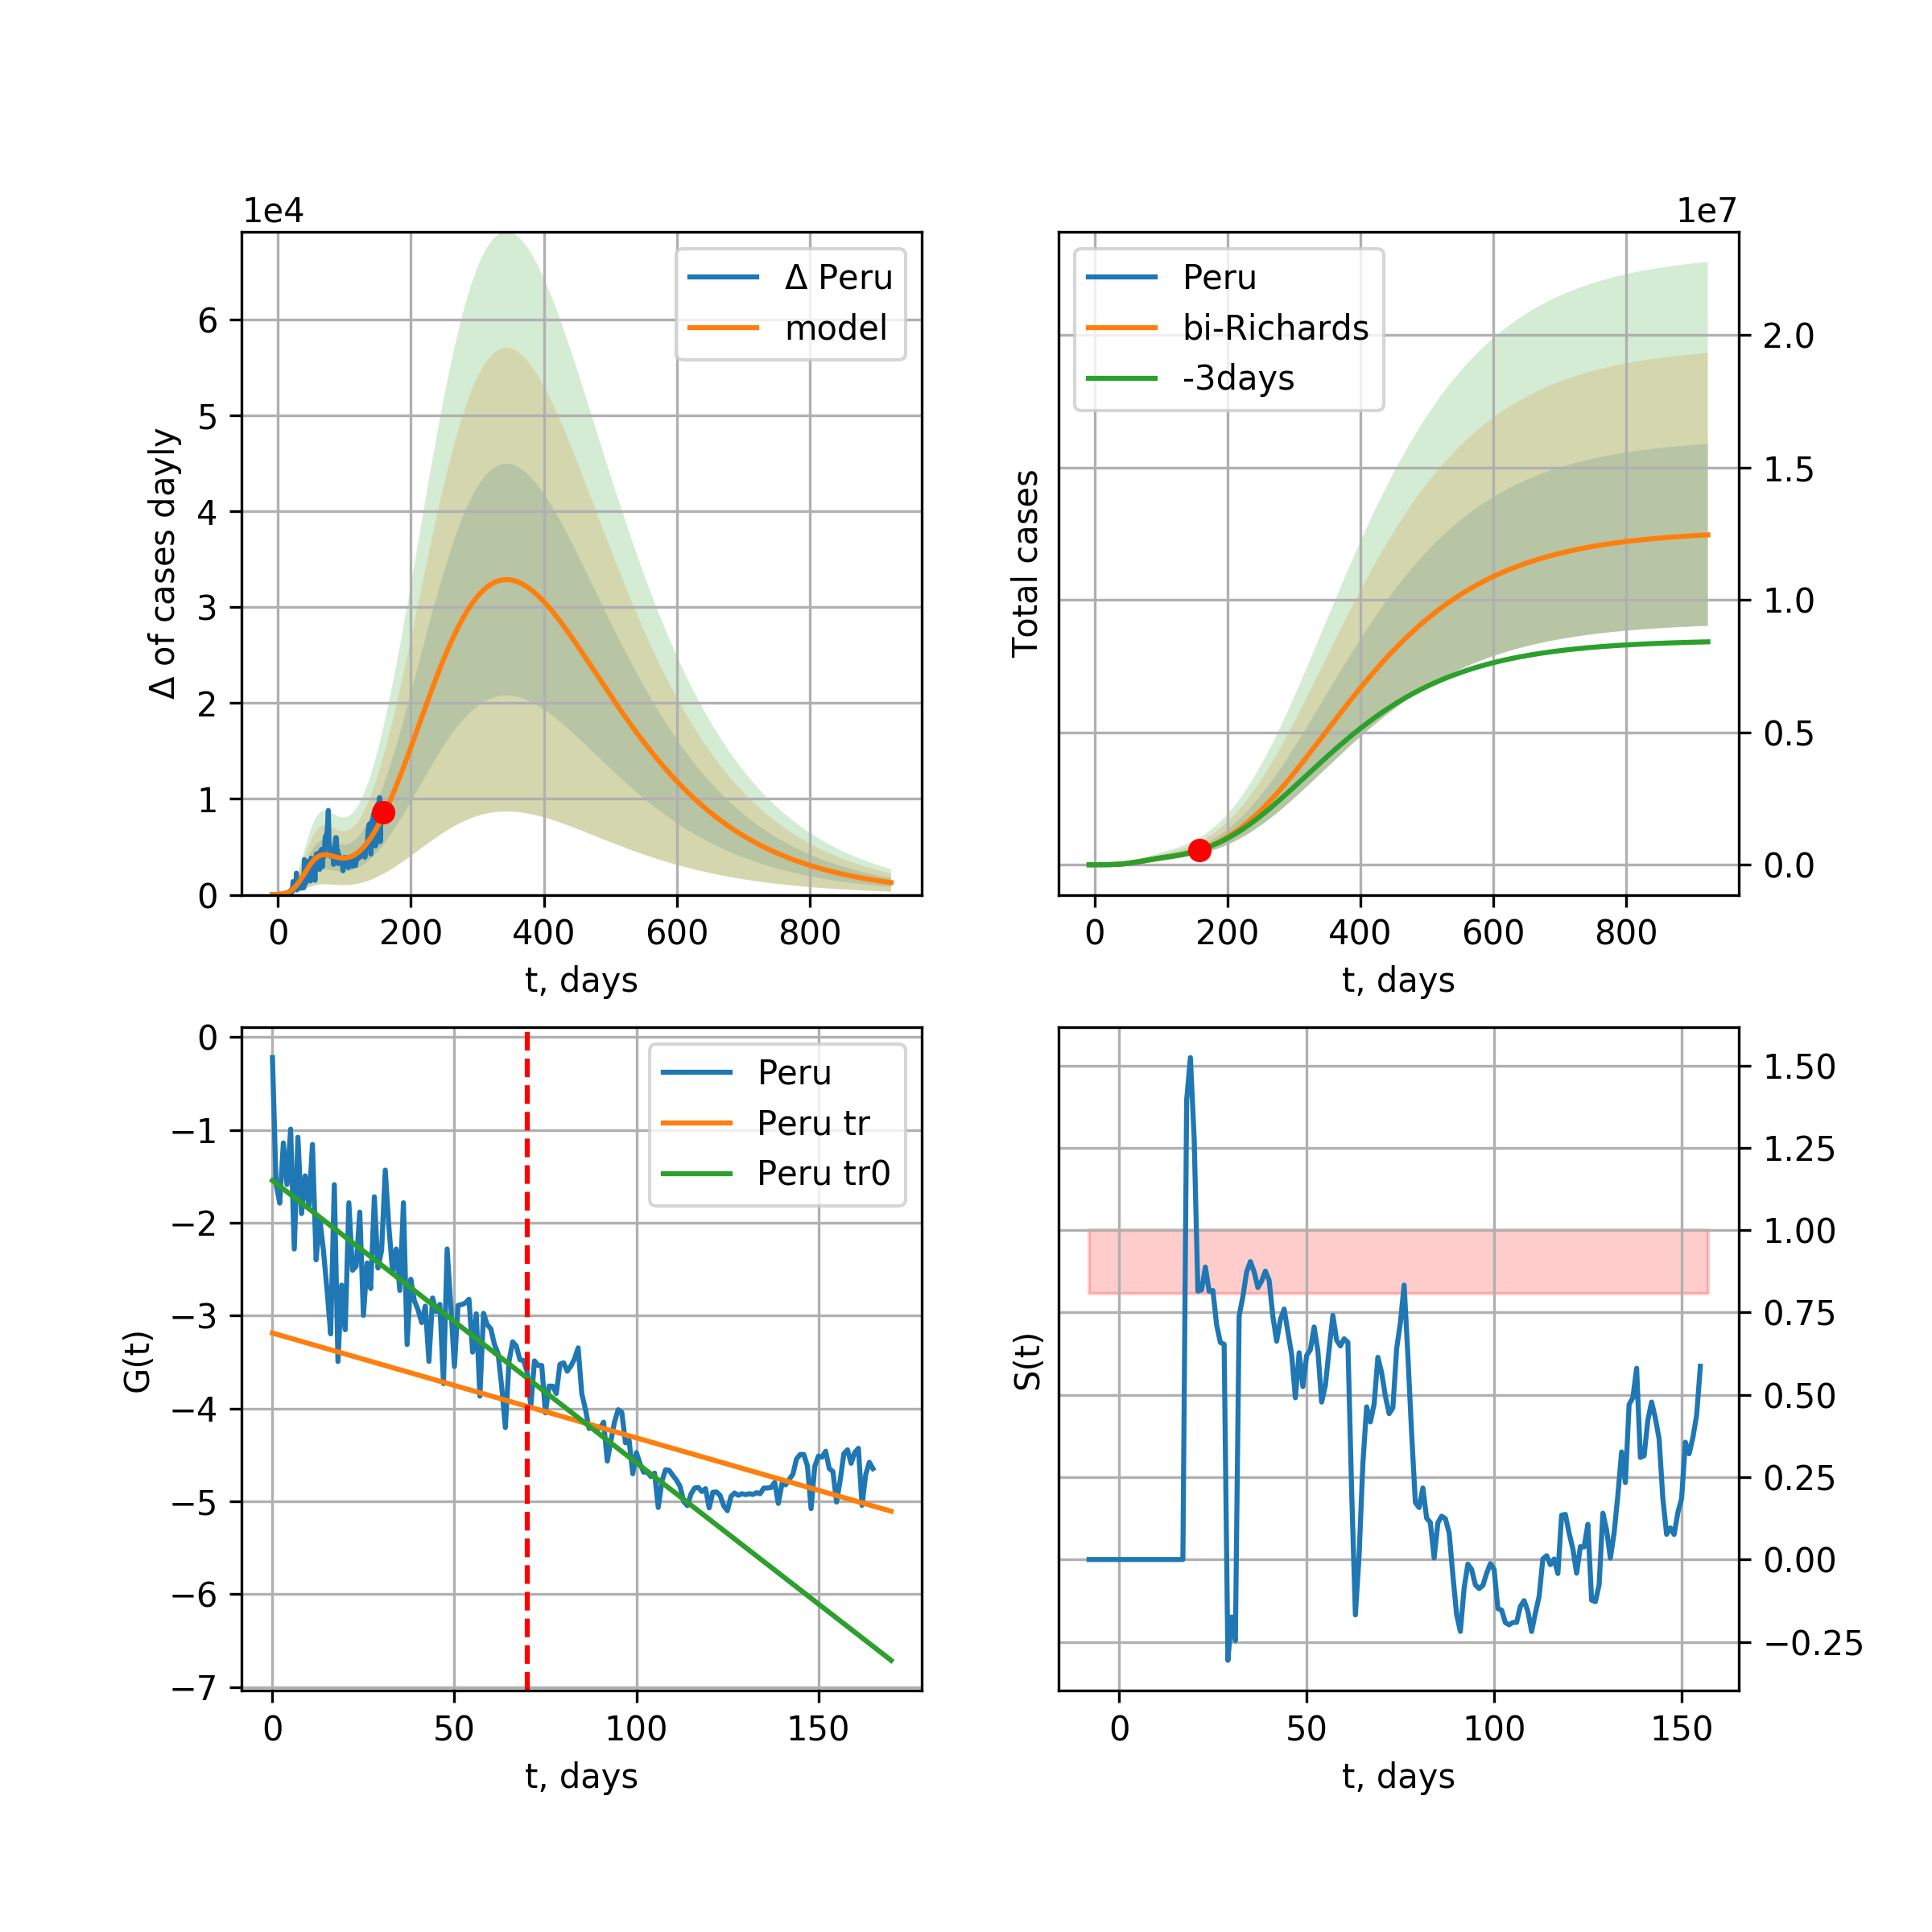 1e4
Δ of cases dayly
6
5
4
3
2
1
0
Δ Peru
model
0 200 400 600 800
t, days
1e7
Total cases
Peru
bi-Richards
-3days
2.0
1.5
1.0
0.5
0.0
0 200 400 600 800
t, days
G(t)
0
−1
−2
−3
−4
−5
−6
−7
Peru
Peru tr
Peru tr0
0 50 100 150
t, days
S(t)
1.50
1.25
1.00
0.75
0.50
0.25
0.00
−0.25
0 50 100 150
t, days